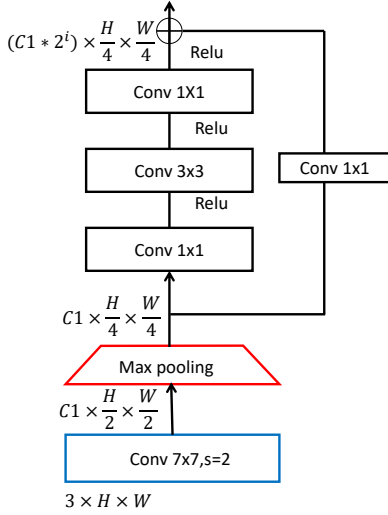 (C1 * 2^i) × H/4 × W/4
Relu
Conv 1X1
Relu
Conv 3x3
Conv 1x1
Relu
Conv 1x1
C1 × H/4 × W/4
Max pooling
C1 × H/2 × W/2
Conv 7x7,s=2
3 × H × W